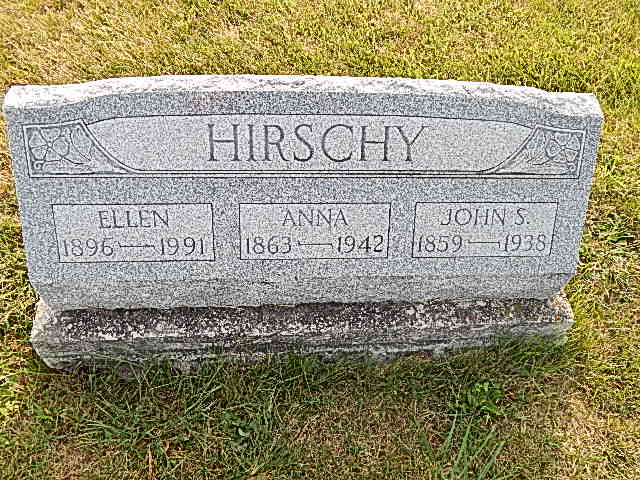 HIRSCHY
ELLEN
1896—1991
ANNA
1863—1942
JOHN S.
1859—1938